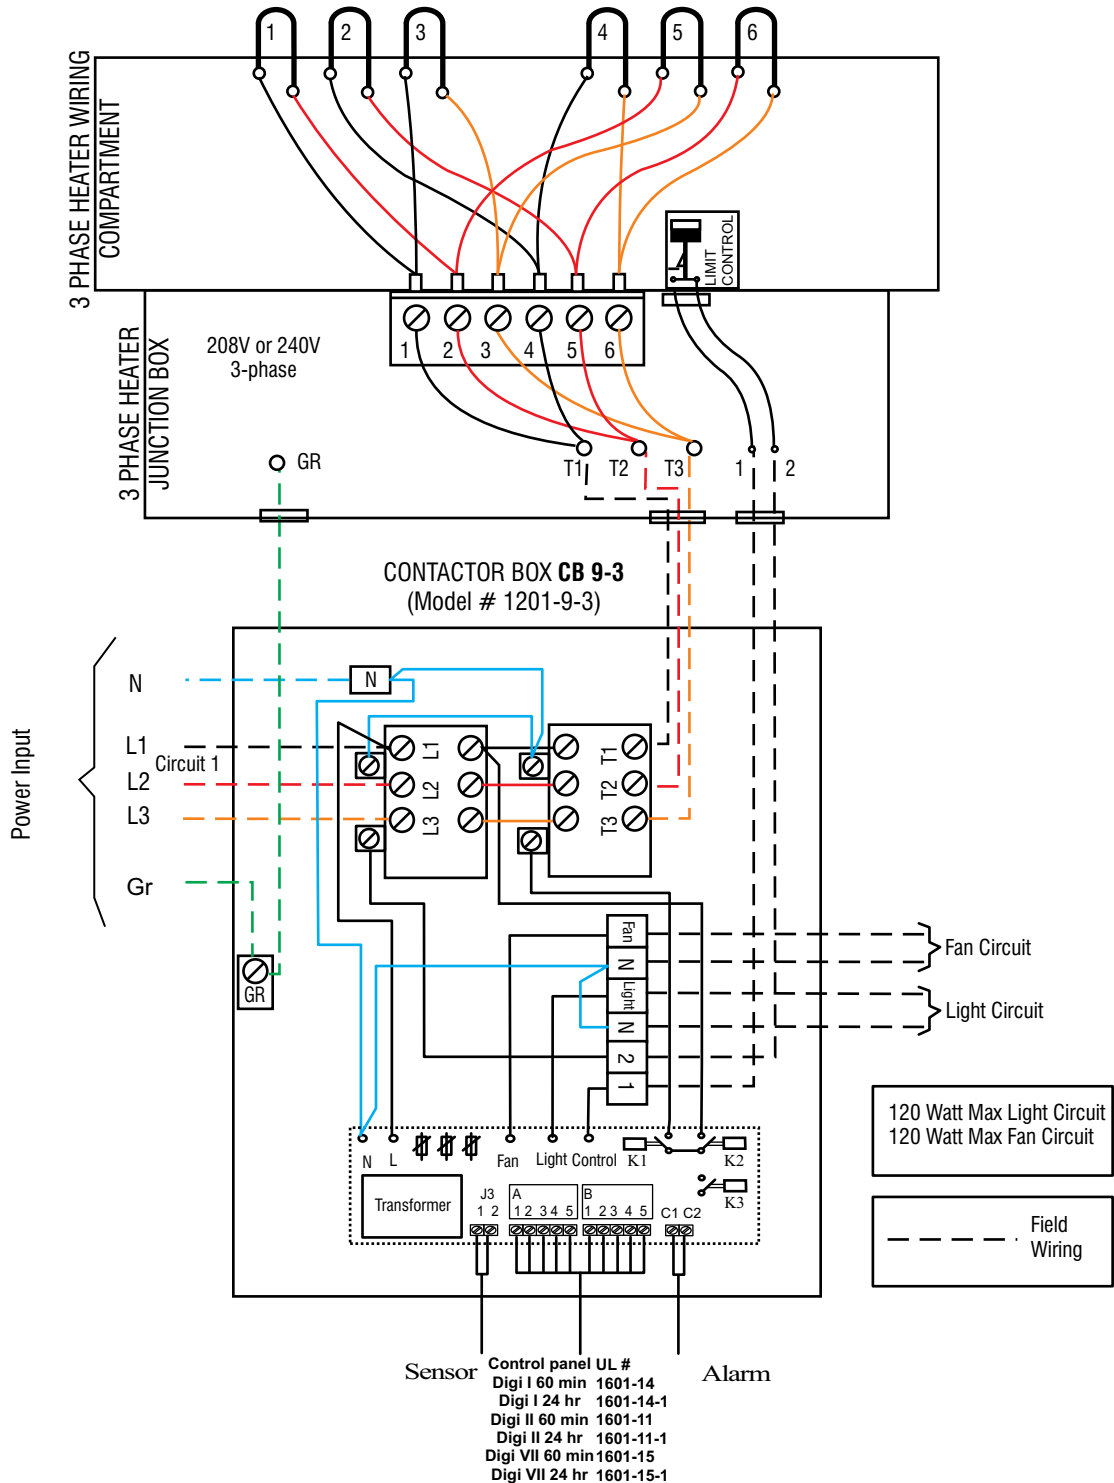 1 2 3 4 5 6
3 PHASE HEATER WIRING
COMPARTMENT
LIMIT
CONTROL
3 PHASE HEATER
JUNCTION BOX
208V or 240V
3-phase
1 2 3 4 5 6
GR
T1 T2 T3 1 2
CONTACTOR BOX CB 9-3
(Model # 1201-9-3)
Power Input
N
N
L1
Circuit 1
L2
L3
Gr
L1
L2
L3
T1
T2
T3
GR
Fan
N
Light
N
2
1
Fan Circuit
Light Circuit
120 Watt Max Light Circuit
120 Watt Max Fan Circuit
Field
Wiring
N L Fan Light Control K1 K2
K3
Transformer
J3
1 2
A
1 2 3 4 5
B
1 2 3 4 5
C1 C2
Sensor
Alarm
Control panel UL #
Digi I 60 min 1601-14
Digi I 24 hr 1601-14-1
Digi II 60 min 1601-11
Digi II 24 hr 1601-11-1
Digi VII 60 min 1601-15
Digi VII 24 hr 1601-15-1